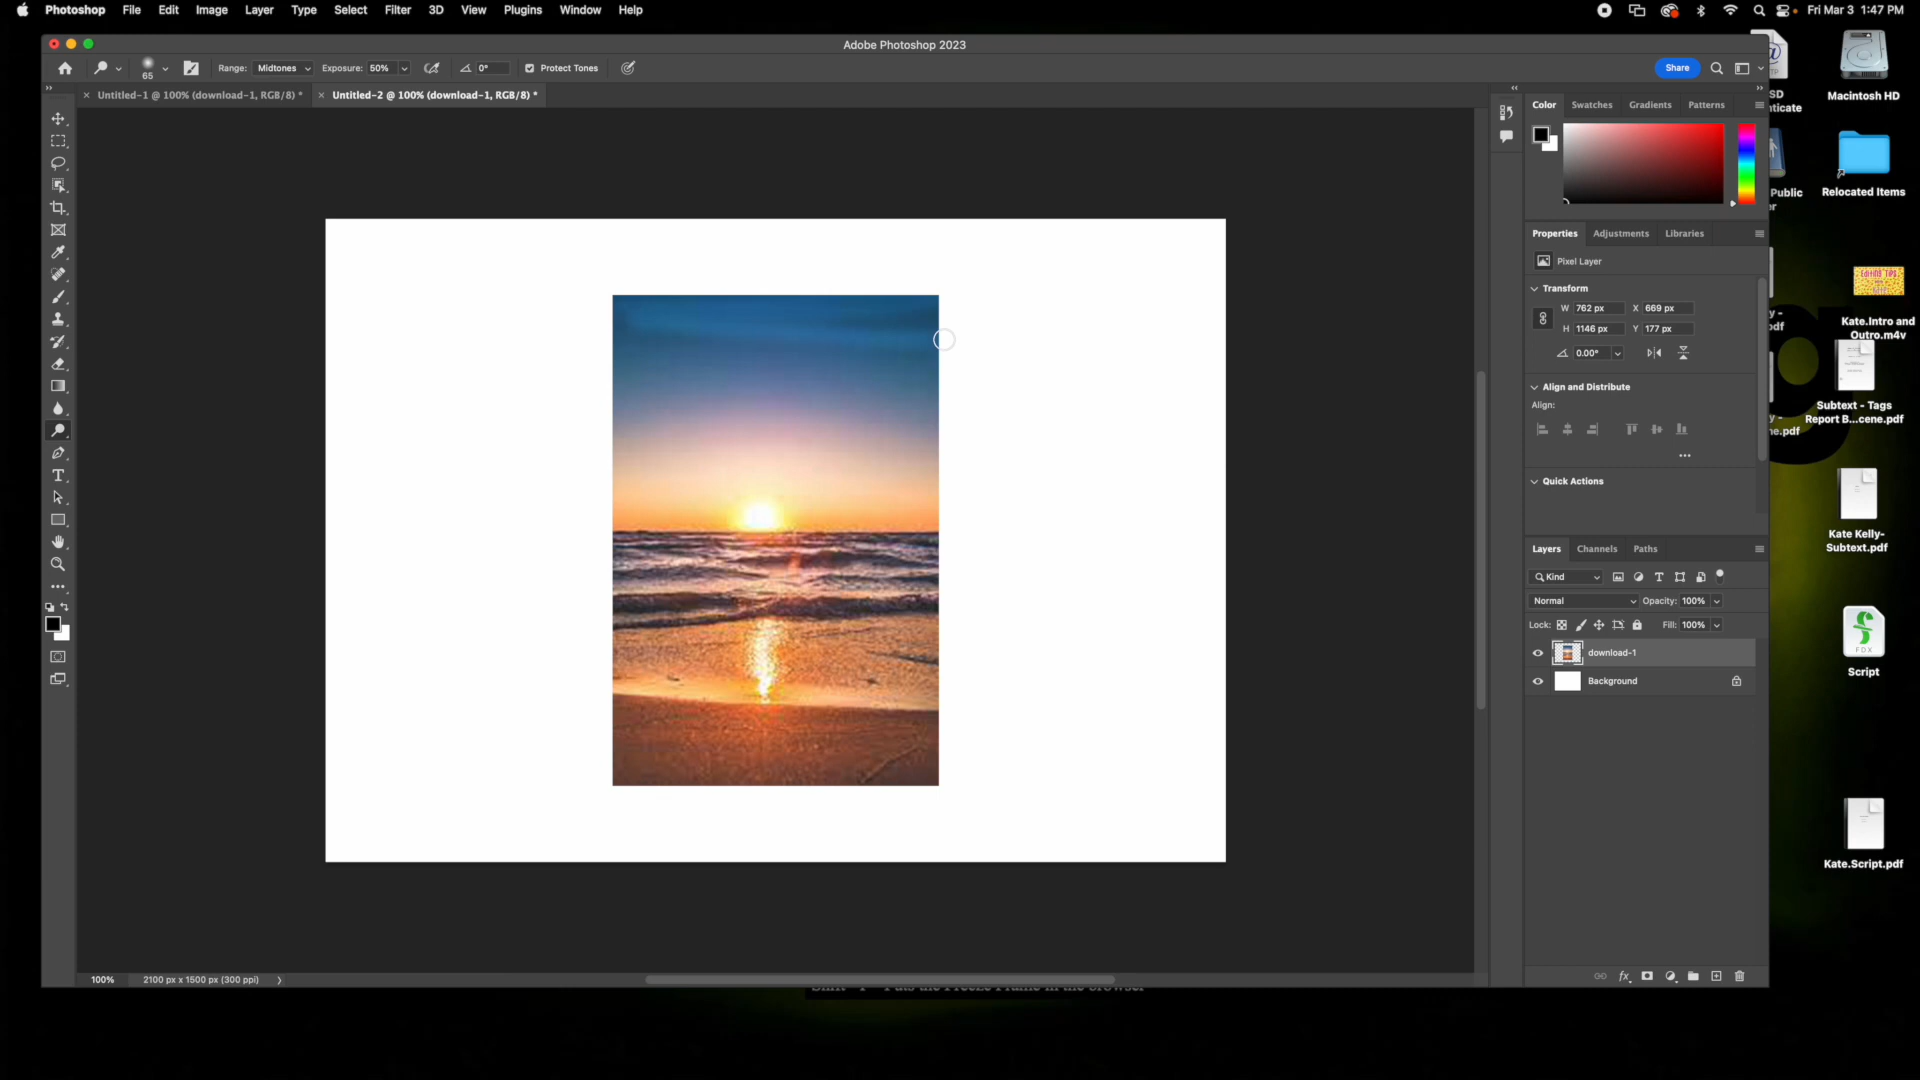 Photoshop File Edit Image Layer Type Select Filter 3D View Plugins Window Help
Fri Mar 3 1:47 PM
Adobe Photoshop 2023
65
Range: Midtones Exposure: 50% 0° Protect Tones
Share
Untitled-1 @ 100% (download-1, RGB/8) *
Untitled-2 @ 100% (download-1, RGB/8) *
Color Swatches Gradients Patterns
Properties Adjustments Libraries
Pixel Layer
Transform
W 762 px X 669 px
H 1146 px Y 177 px
0.00°
Align and Distribute
Align:
Quick Actions
Layers Channels Paths
Kind
Normal Opacity: 100%
Lock: Fill: 100%
download-1
Background
100% 2100 px x 1500 px (300 ppi)
Macintosh HD
Relocated Items
Public
Editing Tips
Kate.Intro and
Outro.m4v
Subtext - Tags
Report B...cene.pdf
Kate Kelly-
Subtext.pdf
FDX
Script
Kate.Script.pdf